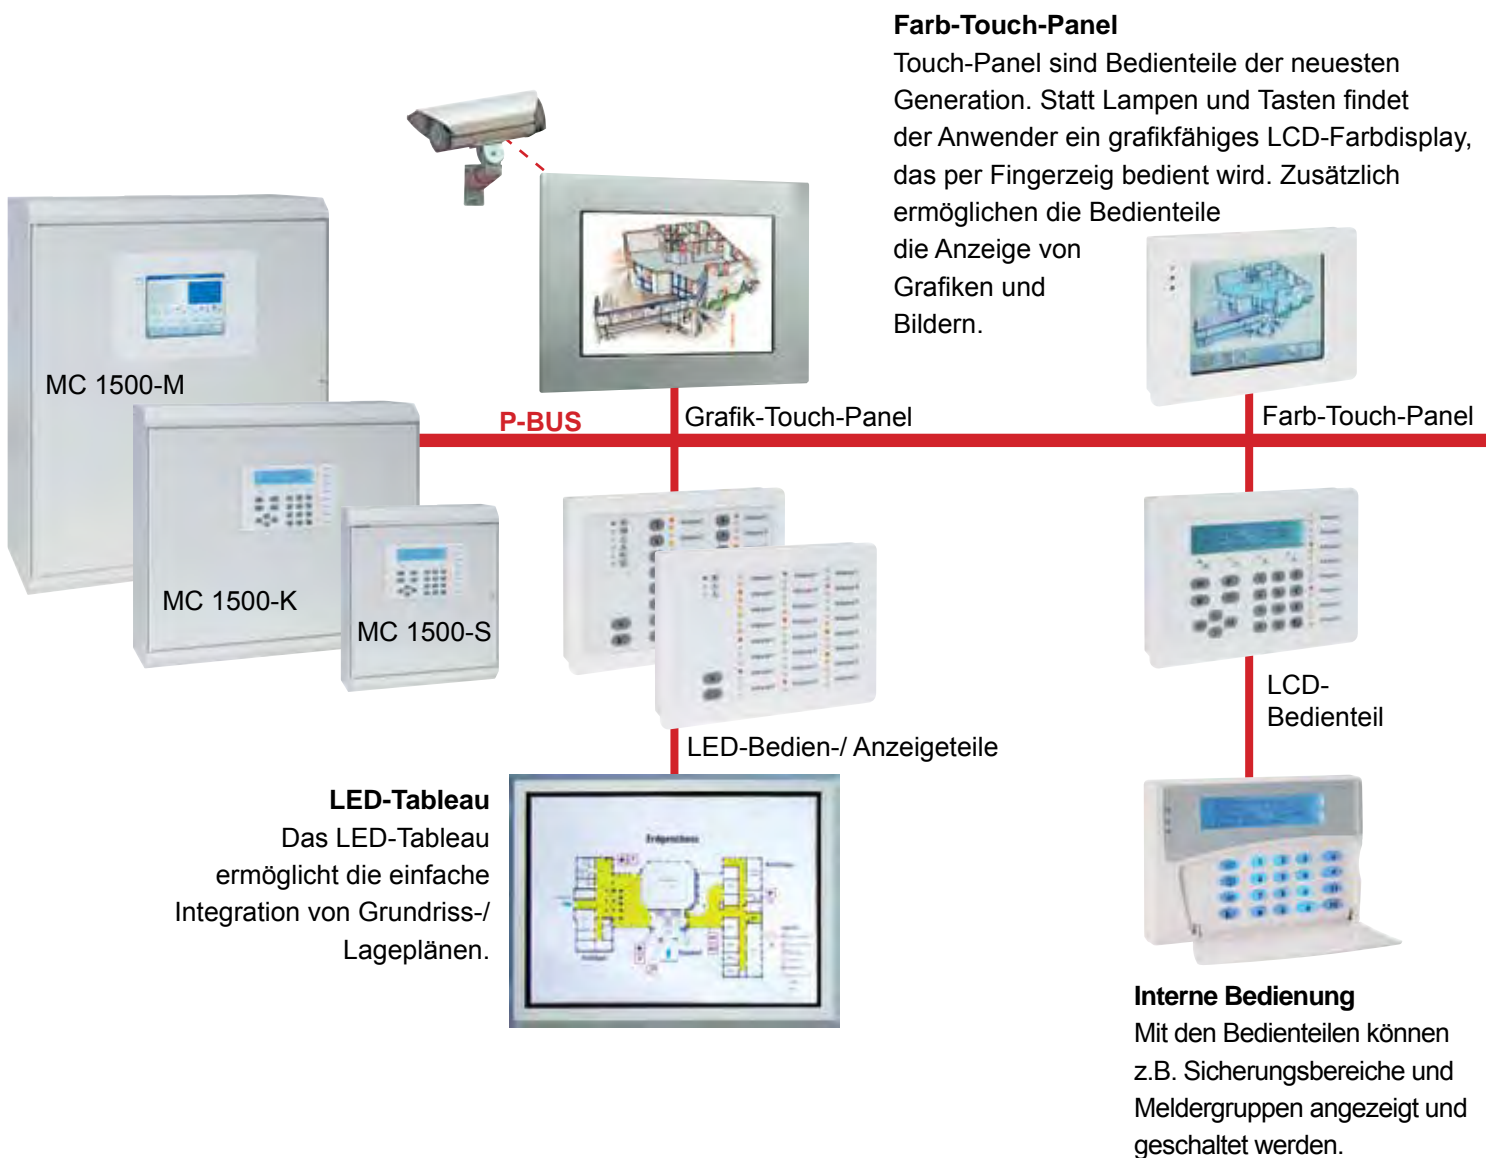 Farb-Touch-Panel
Touch-Panel sind Bedienteile der neuesten
Generation. Statt Lampen und Tasten findet
der Anwender ein grafikfähiges LCD-Farbdisplay,
das per Fingerzeig bedient wird. Zusätzlich
ermöglichen die Bedienteile
die Anzeige von
Grafiken und
Bildern.
MC 1500-M
P-BUS
Grafik-Touch-Panel
Farb-Touch-Panel
MC 1500-K
MC 1500-S
LCD-
Bedienteil
LED-Bedien-/ Anzeigeteile
LED-Tableau
Das LED-Tableau
ermöglicht die einfache
Integration von Grundriss-/
Lageplänen.
Erdgeschoss
Interne Bedienung
Mit den Bedienteilen können
z.B. Sicherungsbereiche und
Meldergruppen angezeigt und
geschaltet werden.